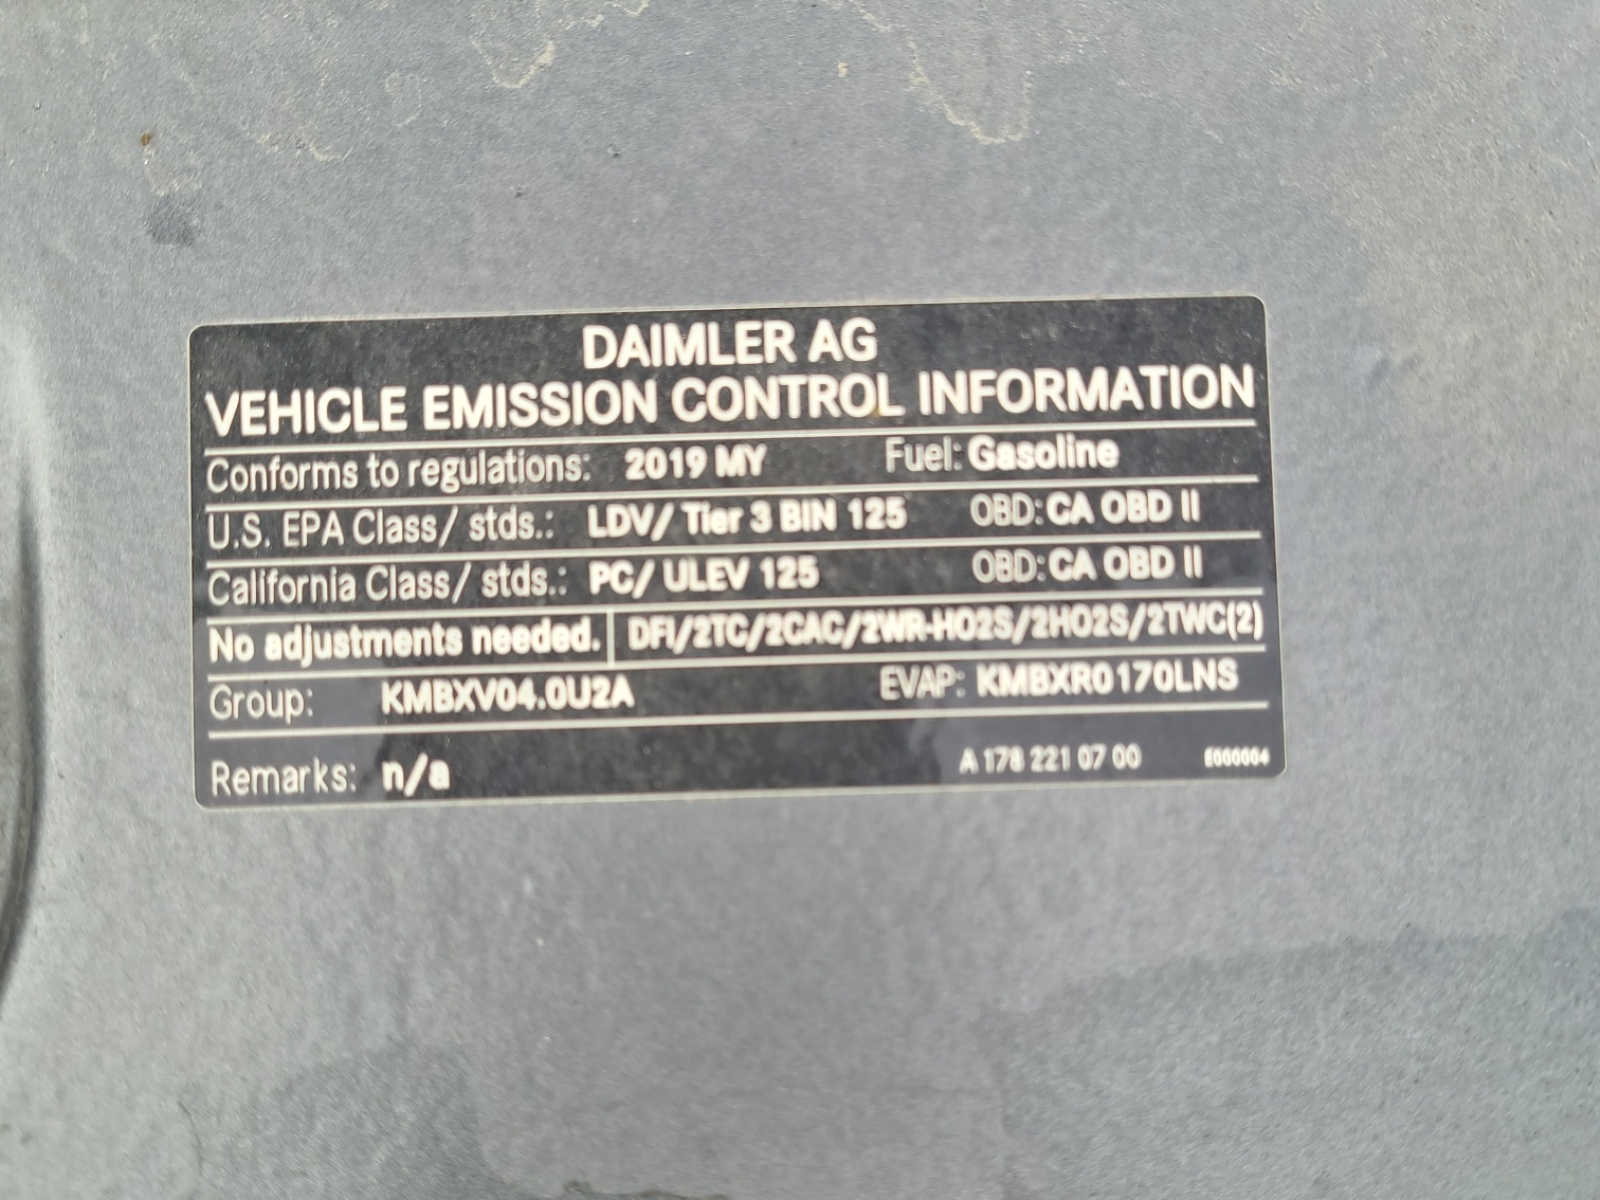 DAIMLER AG
VEHICLE EMISSION CONTROL INFORMATION
Conforms to regulations: 2019 MY Fuel: Gasoline
U.S. EPA Class/ stds.: LDV/ Tier 3 BIN 125 OBD: CA OBD II
California Class/ stds.: PC/ ULEV 125 OBD: CA OBD II
No adjustments needed. DFI/2TC/2CAC/2WR-HO2S/2HO2S/2TWC(2)
Group: KMBXV04.0U2A EVAP: KMBXR0170LNS
Remarks: n/a A 178 221 07 00 E000004